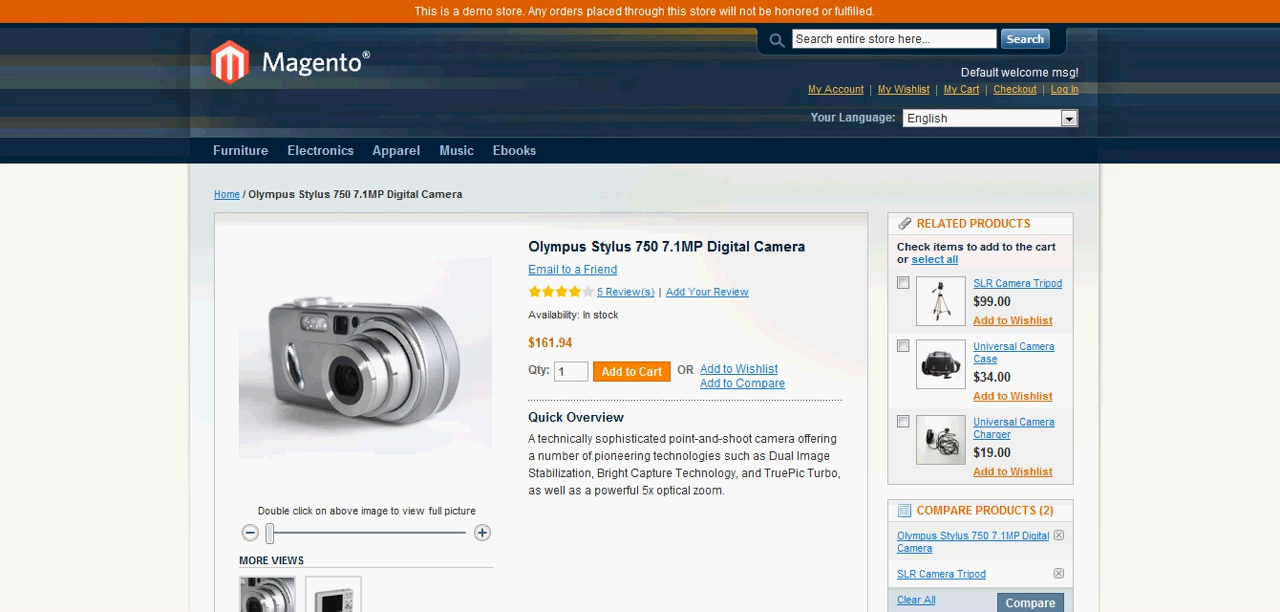 This is a demo store. Any orders placed through this store will not be honored or fulfilled.
Magento®
Search entire store here...
Search
Default welcome msg!
My Account | My Wishlist | My Cart | Checkout | Log In
Your Language: English
Furniture Electronics Apparel Music Ebooks
Home / Olympus Stylus 750 7.1MP Digital Camera
Olympus Stylus 750 7.1MP Digital Camera
Email to a Friend
5 Review(s) | Add Your Review
Availability: In stock
$161.94
Qty: 1 Add to Cart OR Add to Wishlist
Add to Compare
Quick Overview
A technically sophisticated point-and-shoot camera offering
a number of pioneering technologies such as Dual Image
Stabilization, Bright Capture Technology, and TruePic Turbo,
as well as a powerful 5x optical zoom.
Double click on above image to view full picture
MORE VIEWS
RELATED PRODUCTS
Check items to add to the cart
or select all
SLR Camera Tripod
$99.00
Add to Wishlist
Universal Camera
Case
$34.00
Add to Wishlist
Universal Camera
Charger
$19.00
Add to Wishlist
COMPARE PRODUCTS (2)
Olympus Stylus 750 7.1MP Digital
Camera
SLR Camera Tripod
Clear All
Compare